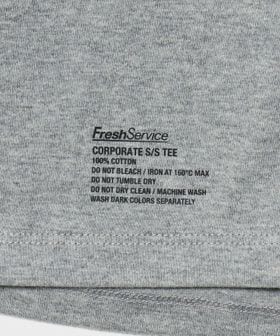 FreshService
CORPORATE S/S TEE
100% COTTON
DO NOT BLEACH / IRON AT 160°C MAX
DO NOT TUMBLE DRY
DO NOT DRY CLEAN / MACHINE WASH
WASH DARK COLORS SEPARATELY